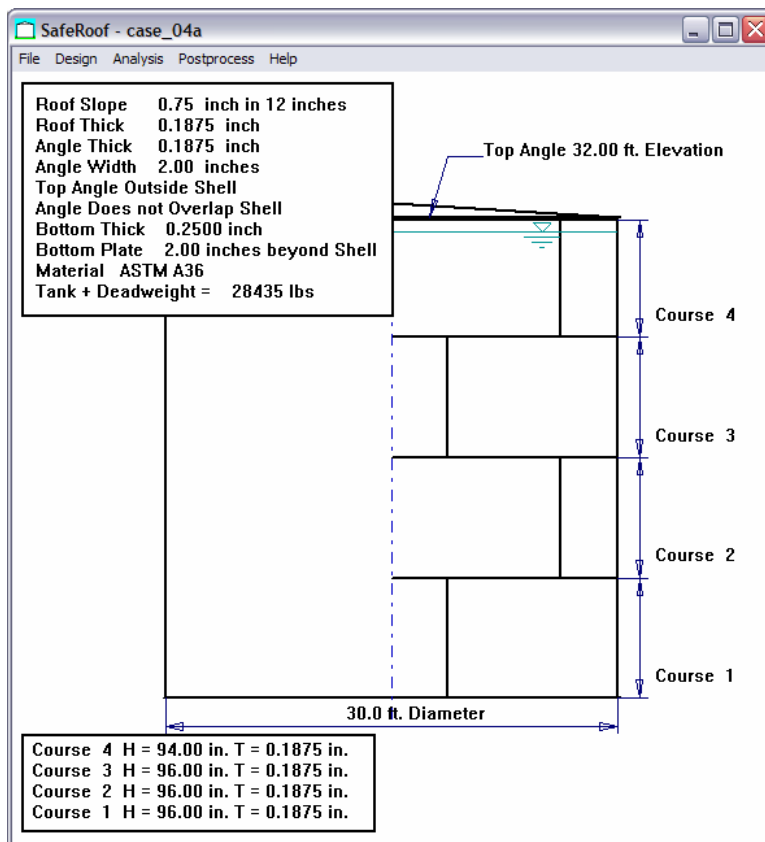 SafeRoof - case_04a
File Design Analysis Postprocess Help
Roof Slope 0.75 inch in 12 inches
Roof Thick 0.1875 inch
Angle Thick 0.1875 inch
Angle Width 2.00 inches
Top Angle Outside Shell
Angle Does not Overlap Shell
Bottom Thick 0.2500 inch
Bottom Plate 2.00 inches beyond Shell
Material ASTM A36
Tank + Deadweight = 28435 lbs
Top Angle 32.00 ft. Elevation
Course 4
Course 3
Course 2
Course 1
30.0 ft. Diameter
Course 4 H = 94.00 in. T = 0.1875 in.
Course 3 H = 96.00 in. T = 0.1875 in.
Course 2 H = 96.00 in. T = 0.1875 in.
Course 1 H = 96.00 in. T = 0.1875 in.